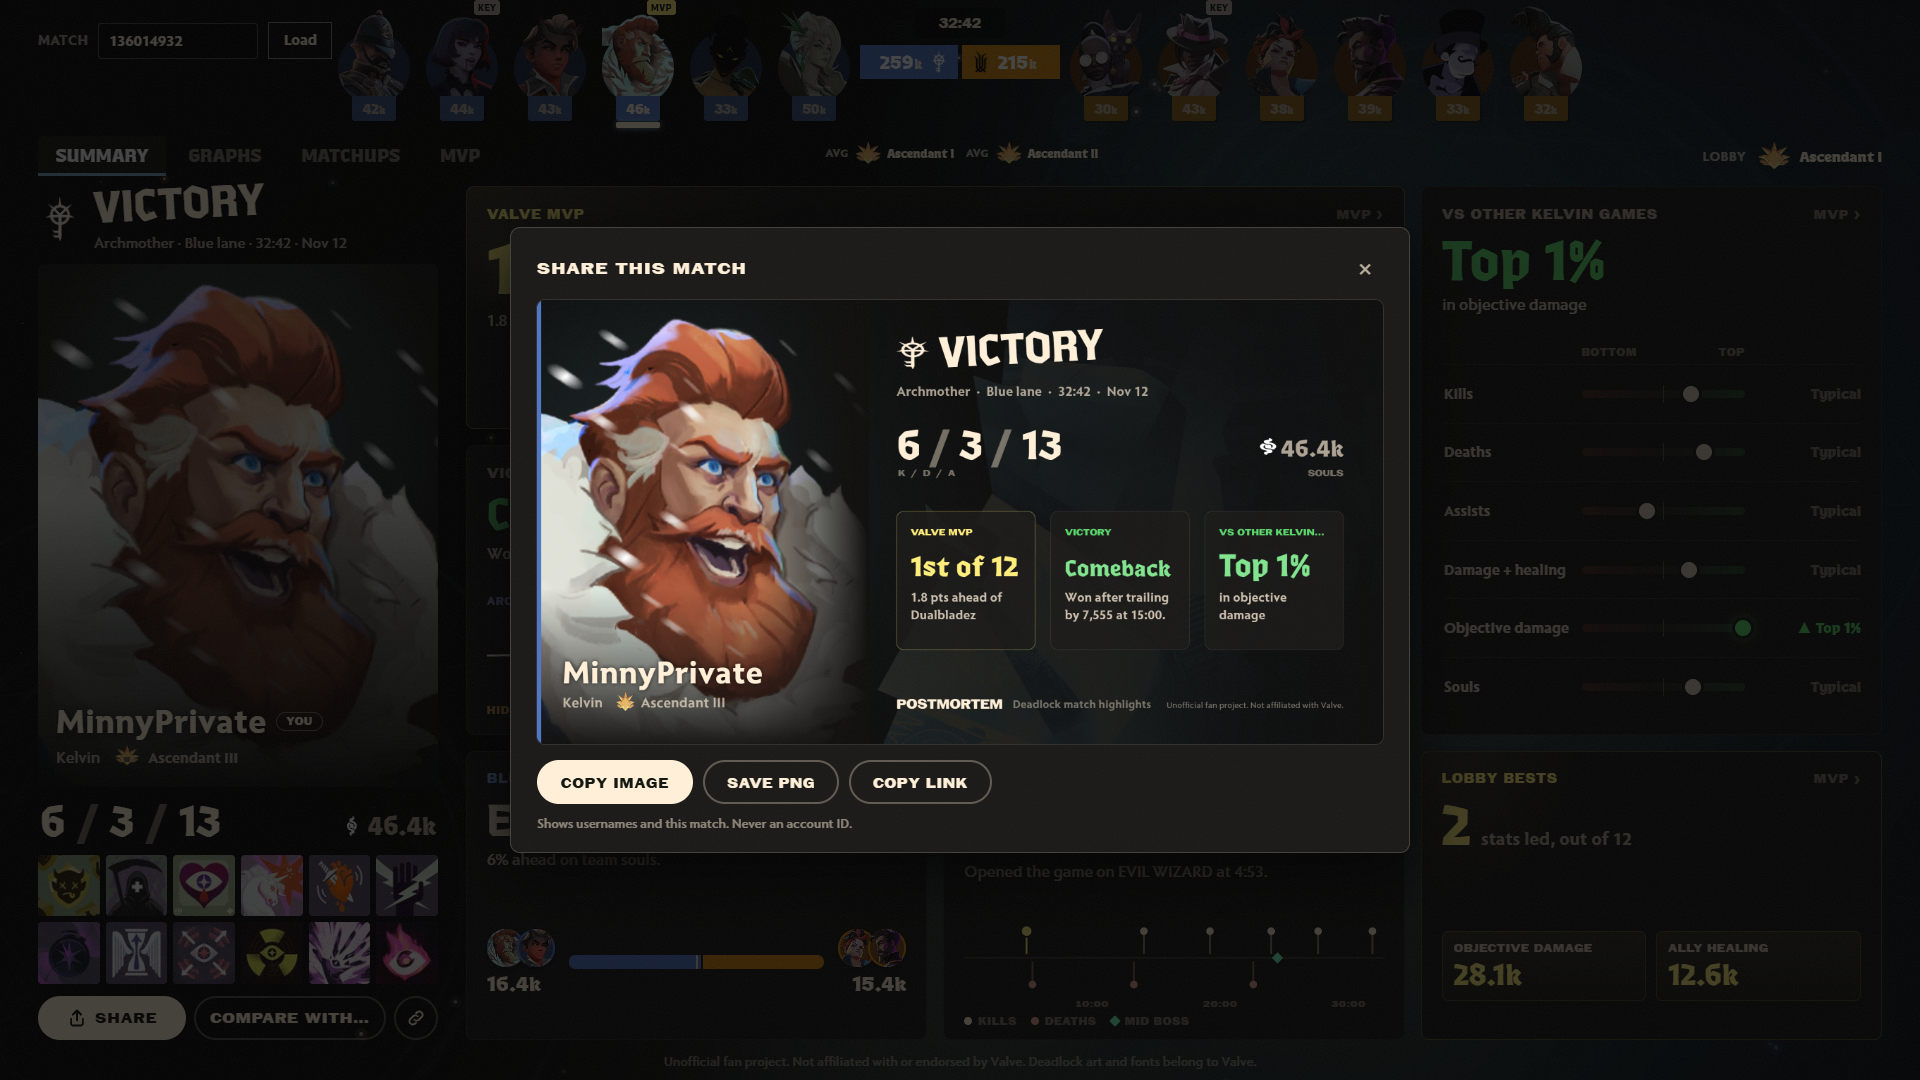 KEY
MVP
KEY
MATCH
136014932
Load
32:42
259k
215k
42k
44k
43k
46k
33k
50k
30k
43k
38k
39k
33k
32k
SUMMARY
GRAPHS
MATCHUPS
MVP
AVG Ascendant I
AVG Ascendant II
LOBBY Ascendant I
VICTORY
Archmother · Blue lane · 32:42 · Nov 12
MinnyPrivate YOU
Kelvin Ascendant III
6 / 3 / 13
46.4k
SHARE
COMPARE WITH...
VALVE MVP
MVP ›
1.8
6% ahead on team souls.
16.4k
15.4k
Opened the game on EVIL WIZARD at 4:53.
10:00
20:00
30:00
KILLS
DEATHS
MID BOSS
SHARE THIS MATCH
×
VICTORY
Archmother · Blue lane · 32:42 · Nov 12
6 / 3 / 13
K / D / A
46.4k
SOULS
VALVE MVP
1st of 12
1.8 pts ahead of
Dualbladez
VICTORY
Comeback
Won after trailing
by 7,555 at 15:00.
VS OTHER KELVIN...
Top 1%
in objective
damage
MinnyPrivate
Kelvin Ascendant III
POSTMORTEM Deadlock match highlights
Unofficial fan project. Not affiliated with Valve.
COPY IMAGE
SAVE PNG
COPY LINK
Shows usernames and this match. Never an account ID.
VS OTHER KELVIN GAMES
MVP ›
Top 1%
in objective damage
BOTTOM
TOP
Kills
Typical
Deaths
Typical
Assists
Typical
Damage + healing
Typical
Objective damage
▲ Top 1%
Souls
Typical
LOBBY BESTS
MVP ›
2 stats led, out of 12
OBJECTIVE DAMAGE
28.1k
ALLY HEALING
12.6k
Unofficial fan project. Not affiliated with or endorsed by Valve. Deadlock art and fonts belong to Valve.